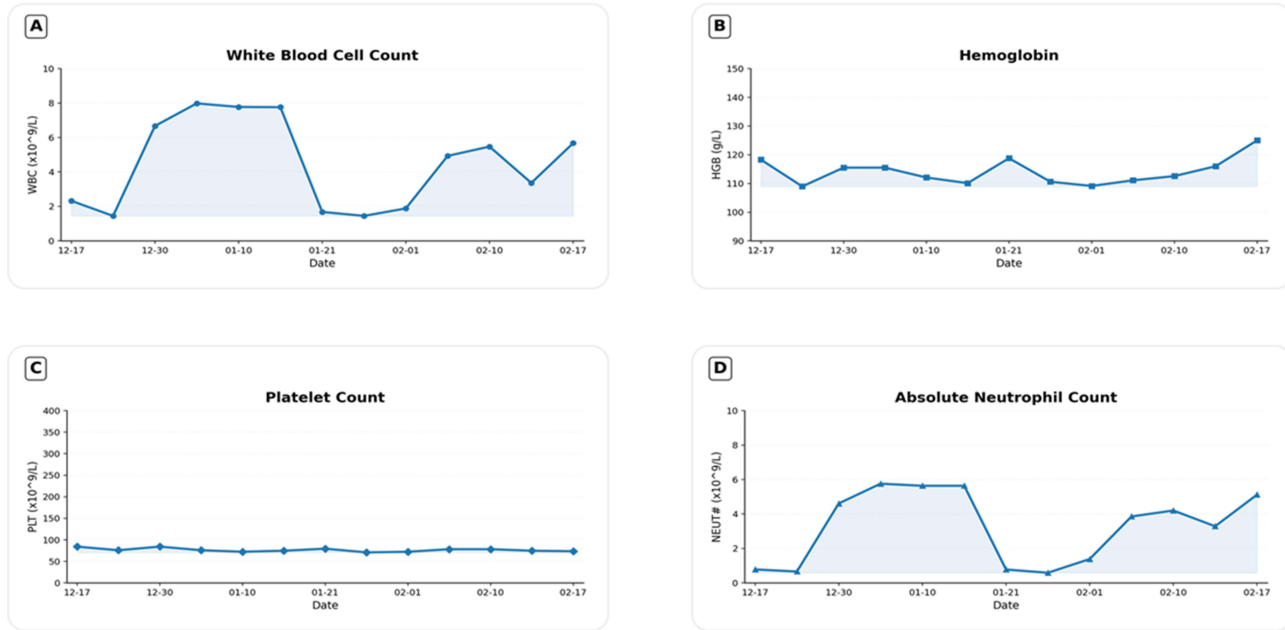 A
White Blood Cell Count
10
8
6
4
2
0
WBC (x10^9/L)
12-17 12-30 01-10 01-21 02-01 02-10 02-17
Date
B
Hemoglobin
150
140
130
120
110
100
90
HGB (g/L)
12-17 12-30 01-10 01-21 02-01 02-10 02-17
Date
C
Platelet Count
400
350
300
250
200
150
100
50
0
PLT (x10^9/L)
12-17 12-30 01-10 01-21 02-01 02-10 02-17
Date
D
Absolute Neutrophil Count
10
8
6
4
2
0
NEUT# (x10^9/L)
12-17 12-30 01-10 01-21 02-01 02-10 02-17
Date